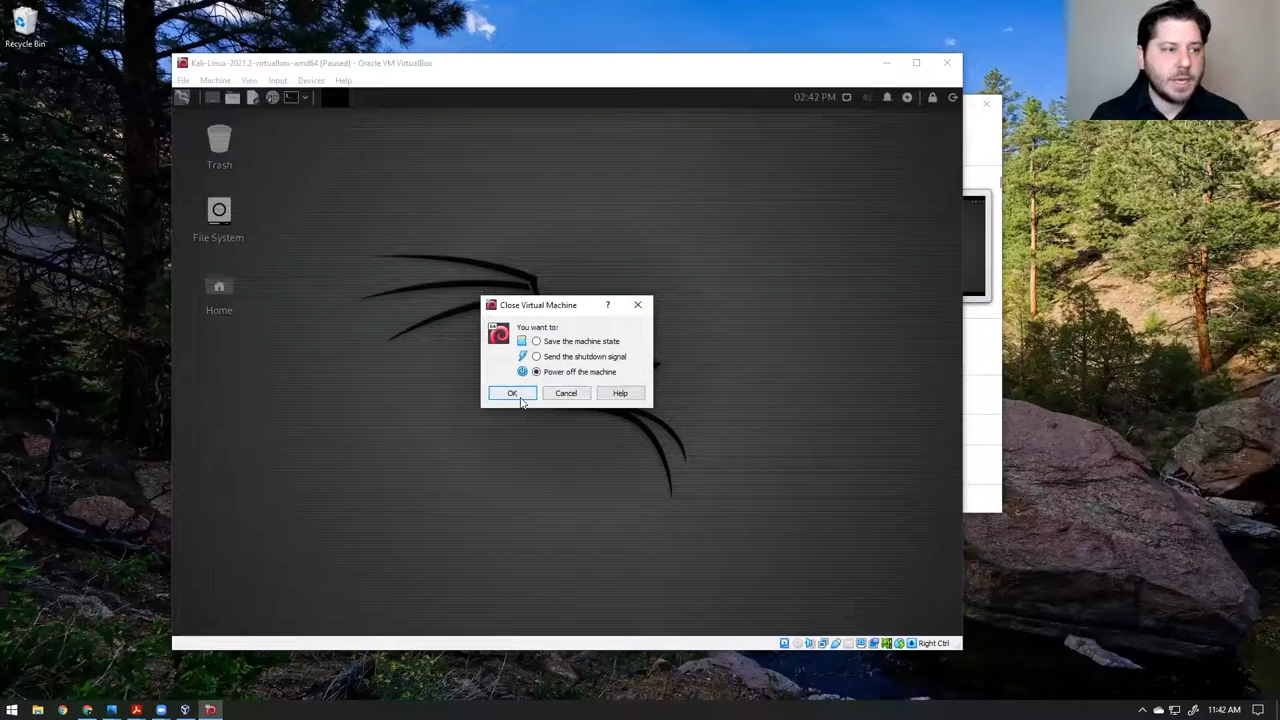 Recycle Bin
Kali-Linux-2021.2-virtualbox-amd64 [Paused] - Oracle VM VirtualBox
File Machine View Input Devices Help
02:42 PM
Trash
File System
Home
Close Virtual Machine
You want to:
Save the machine state
Send the shutdown signal
Power off the machine
OK Cancel Help
Right Ctrl
11:42 AM